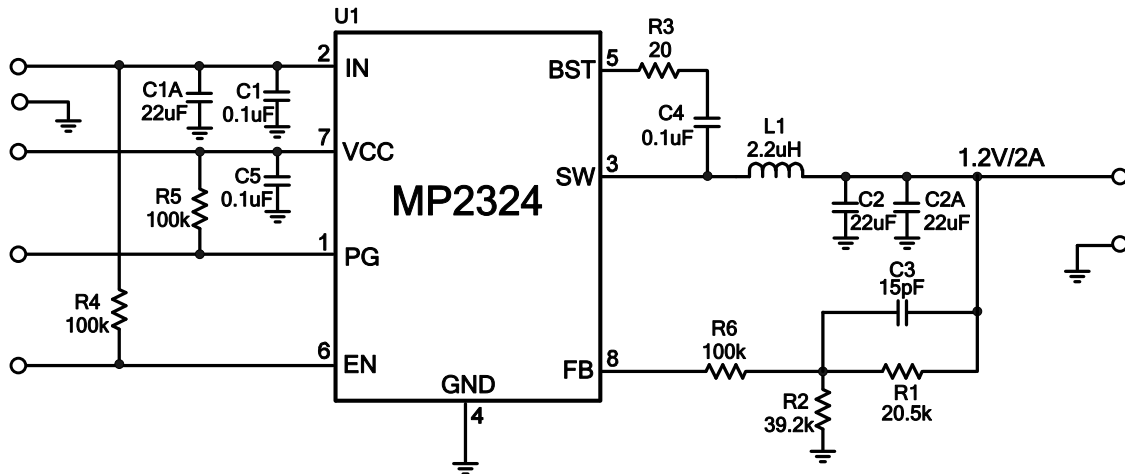 U1
R3
20
2
IN
BST
5
C1A
22uF
C1
0.1uF
C4
0.1uF
L1
2.2uH
7
VCC
3
SW
1.2V/2A
R5
100k
C5
0.1uF
MP2324
C2
22uF
C2A
22uF
1
PG
R4
100k
C3
15pF
R6
100k
6
EN
FB
8
GND
4
R2
39.2k
R1
20.5k